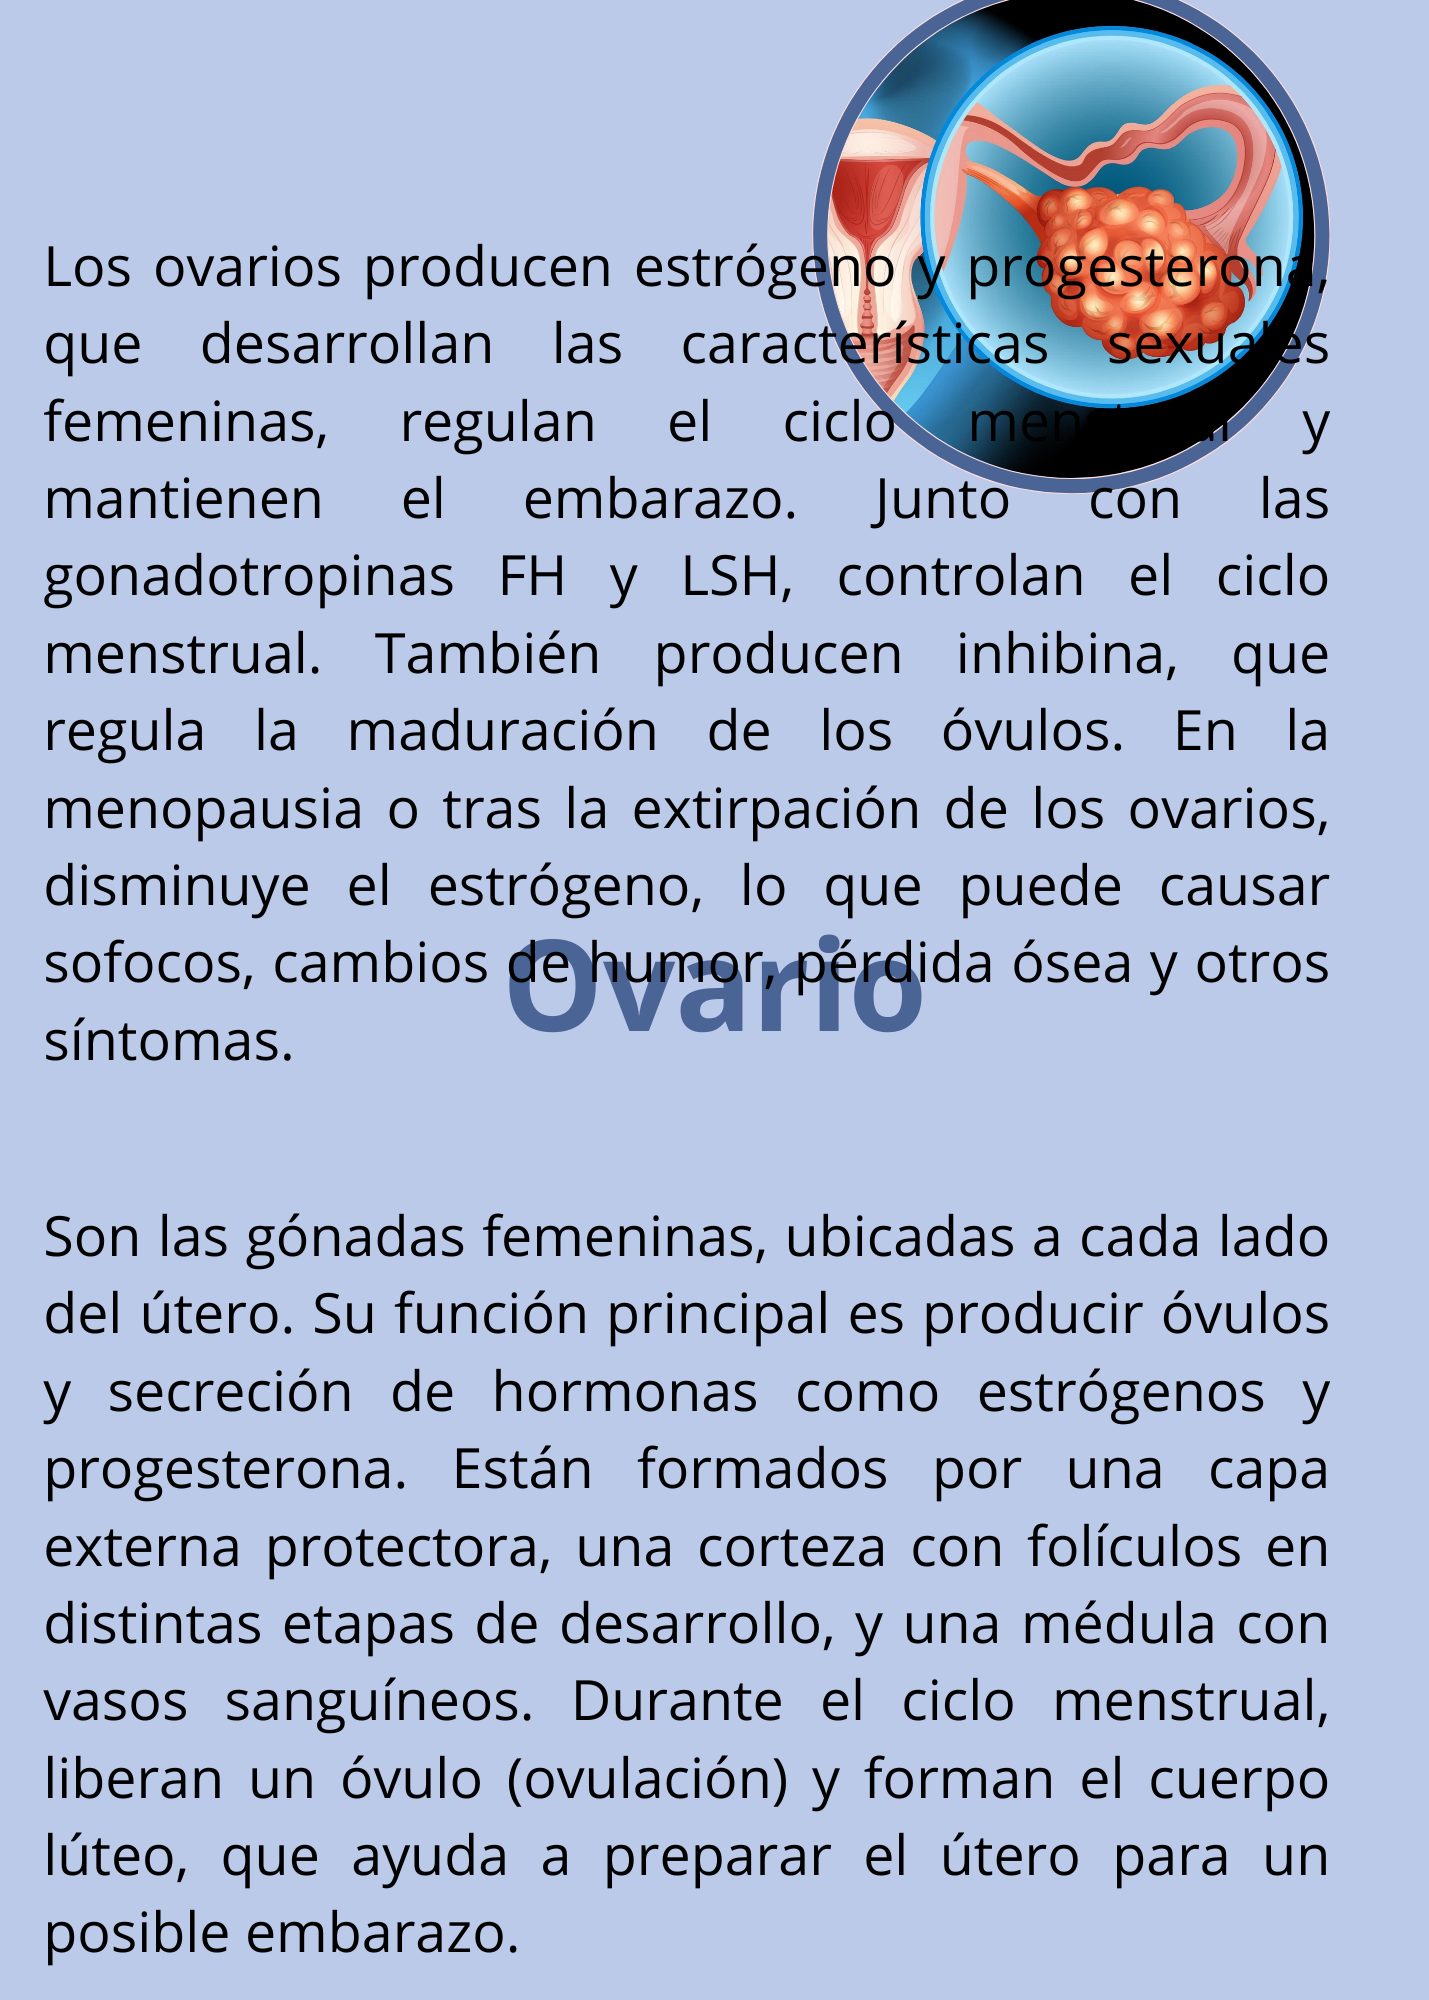 Los ovarios producen estrógeno y progesterona,
que desarrollan las características sexuales
femeninas, regulan el ciclo menstrual y
mantienen el embarazo. Junto con las
gonadotropinas FH y LSH, controlan el ciclo
menstrual. También producen inhibina, que
regula la maduración de los óvulos. En la
menopausia o tras la extirpación de los ovarios,
disminuye el estrógeno, lo que puede causar
sofocos, cambios de humor, pérdida ósea y otros
síntomas.
Ovario
Son las gónadas femeninas, ubicadas a cada lado
del útero. Su función principal es producir óvulos
y secreción de hormonas como estrógenos y
progesterona. Están formados por una capa
externa protectora, una corteza con folículos en
distintas etapas de desarrollo, y una médula con
vasos sanguíneos. Durante el ciclo menstrual,
liberan un óvulo (ovulación) y forman el cuerpo
lúteo, que ayuda a preparar el útero para un
posible embarazo.